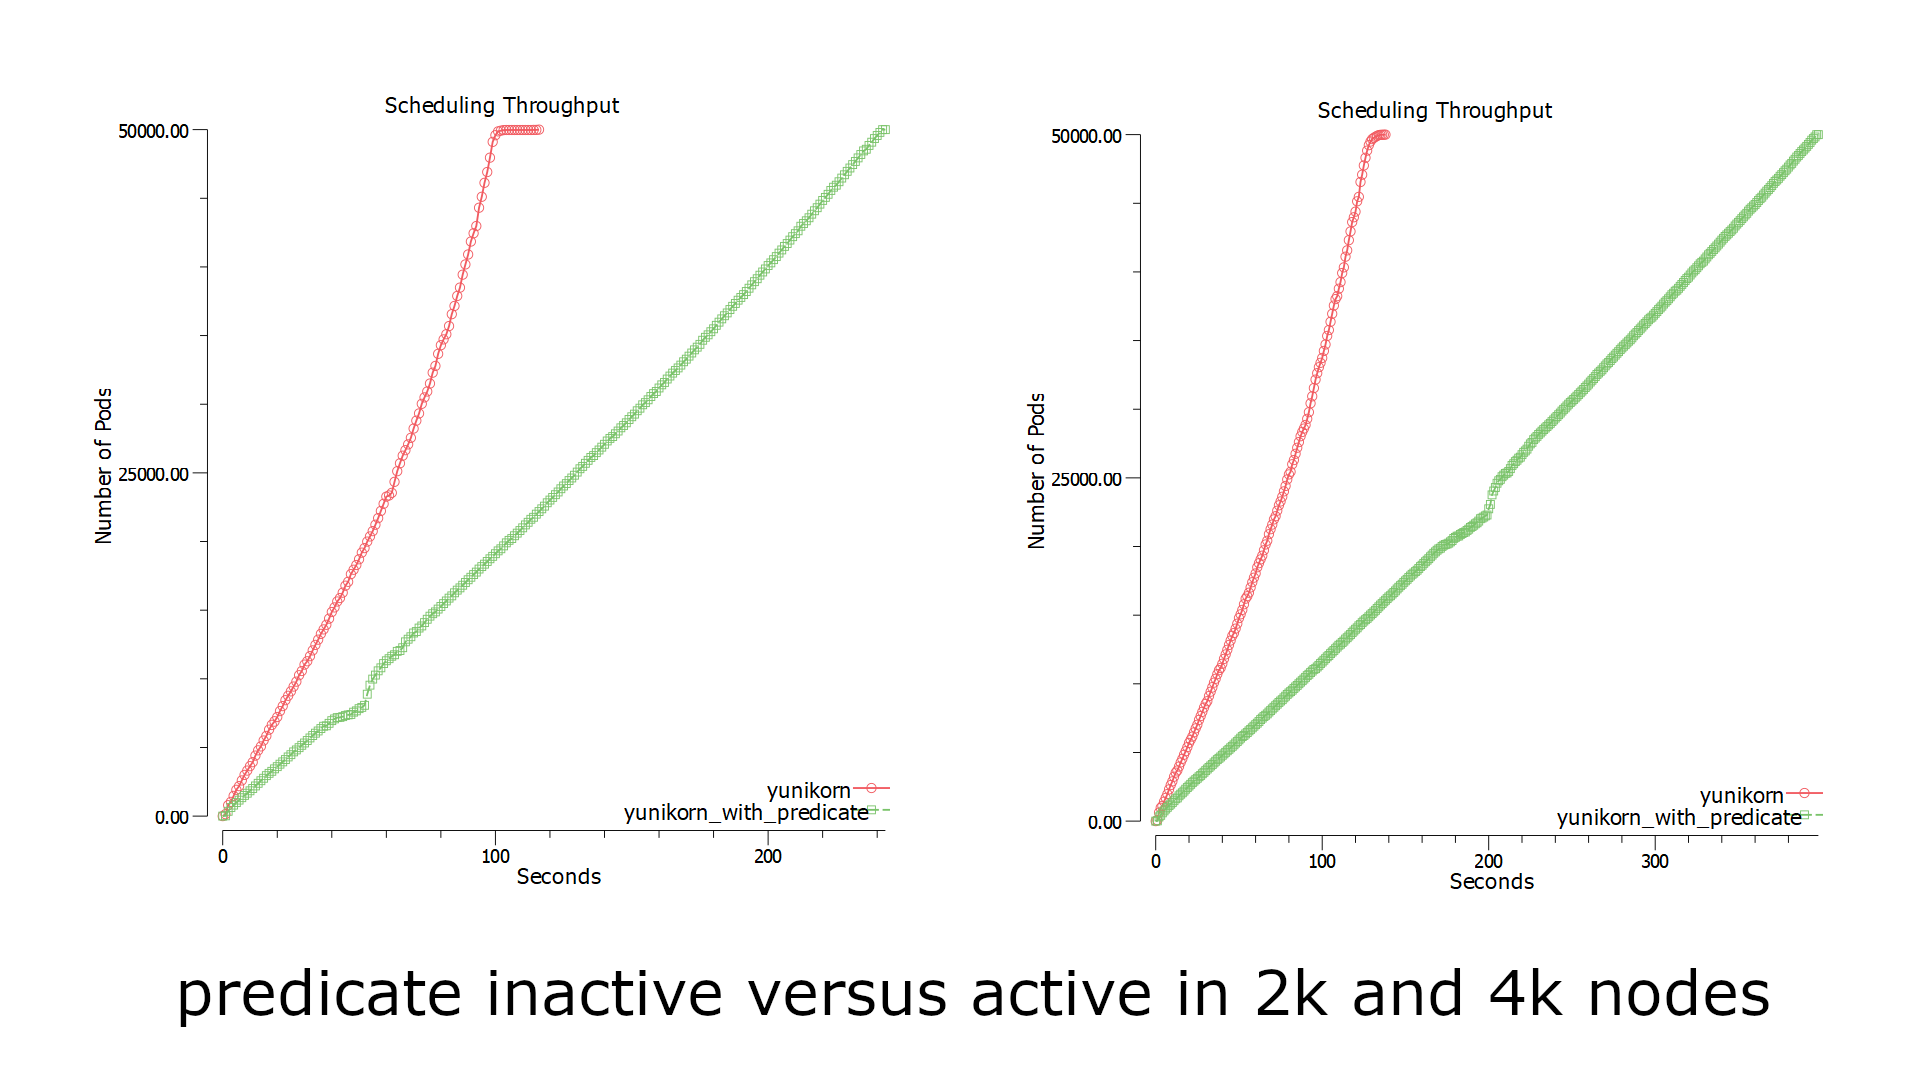 Scheduling Throughput
50000.00
25000.00
0.00
Number of Pods
yunikorn
yunikorn_with_predicate
0 100 200
Seconds
Scheduling Throughput
50000.00
25000.00
0.00
Number of Pods
yunikorn
yunikorn_with_predicate
0 100 200 300
Seconds
predicate inactive versus active in 2k and 4k nodes